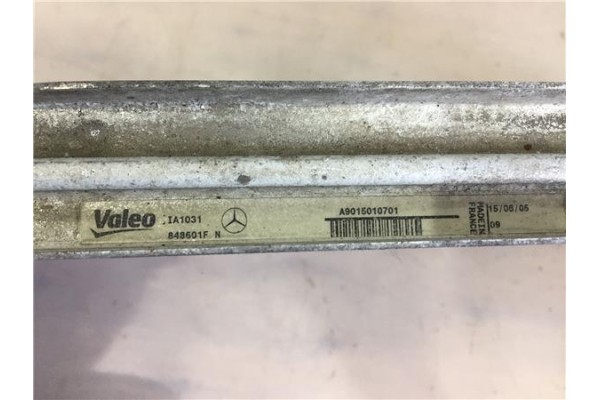 Valeo
IA1031
848601F N
A9015010701
MADE IN
FRANCE
15/06/05
09